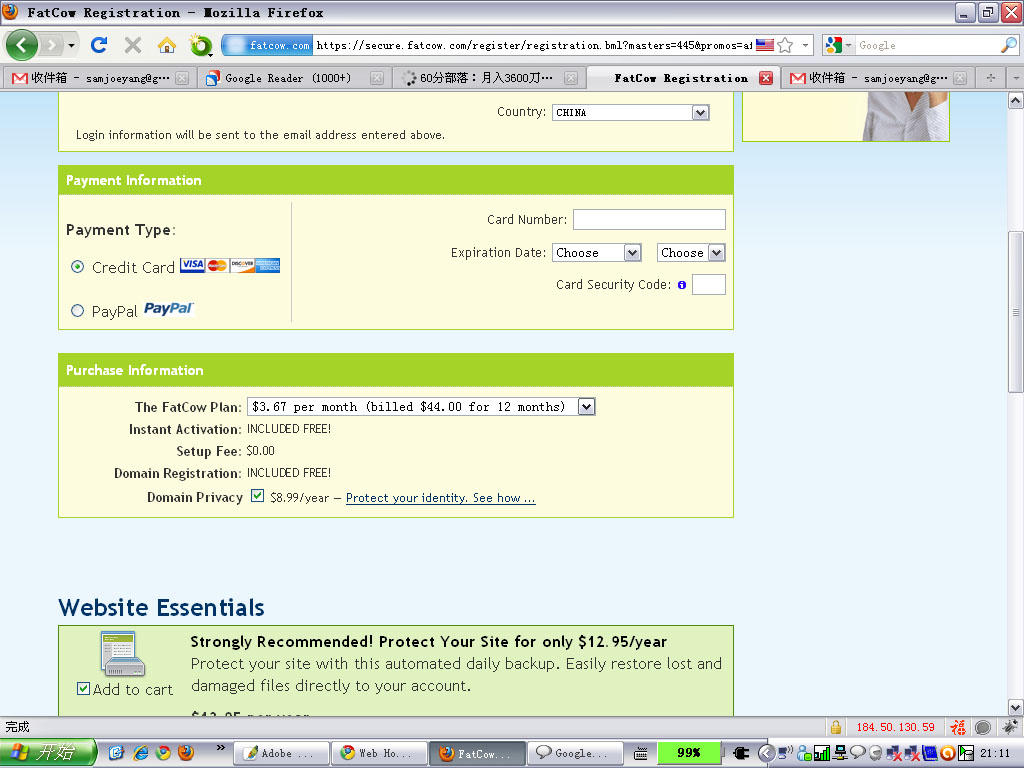 FatCow Registration - Mozilla Firefox
fatcow.com https://secure.fatcow.com/register/registration.bml?masters=445&promos=af
Google
收件箱 - samjoeyang@g…
Google Reader (1000+)
60分部落：月入3600刀…
FatCow Registration
收件箱 - samjoeyang@g…
Country: CHINA
Login information will be sent to the email address entered above.
Payment Information
Payment Type:
Credit Card VISA MasterCard DISCOVER
PayPal PayPal
Card Number:
Expiration Date: Choose Choose
Card Security Code:
Purchase Information
The FatCow Plan: $3.67 per month (billed $44.00 for 12 months)
Instant Activation: INCLUDED FREE!
Setup Fee: $0.00
Domain Registration: INCLUDED FREE!
Domain Privacy $8.99/year — Protect your identity. See how ...
Website Essentials
Strongly Recommended! Protect Your Site for only $12.95/year
Protect your site with this automated daily backup. Easily restore lost and
damaged files directly to your account.
Add to cart
$12.95 per year
完成
184.50.130.59 福
开始
Adobe ...
Web Ho...
FatCow...
Google...
99%
21:11